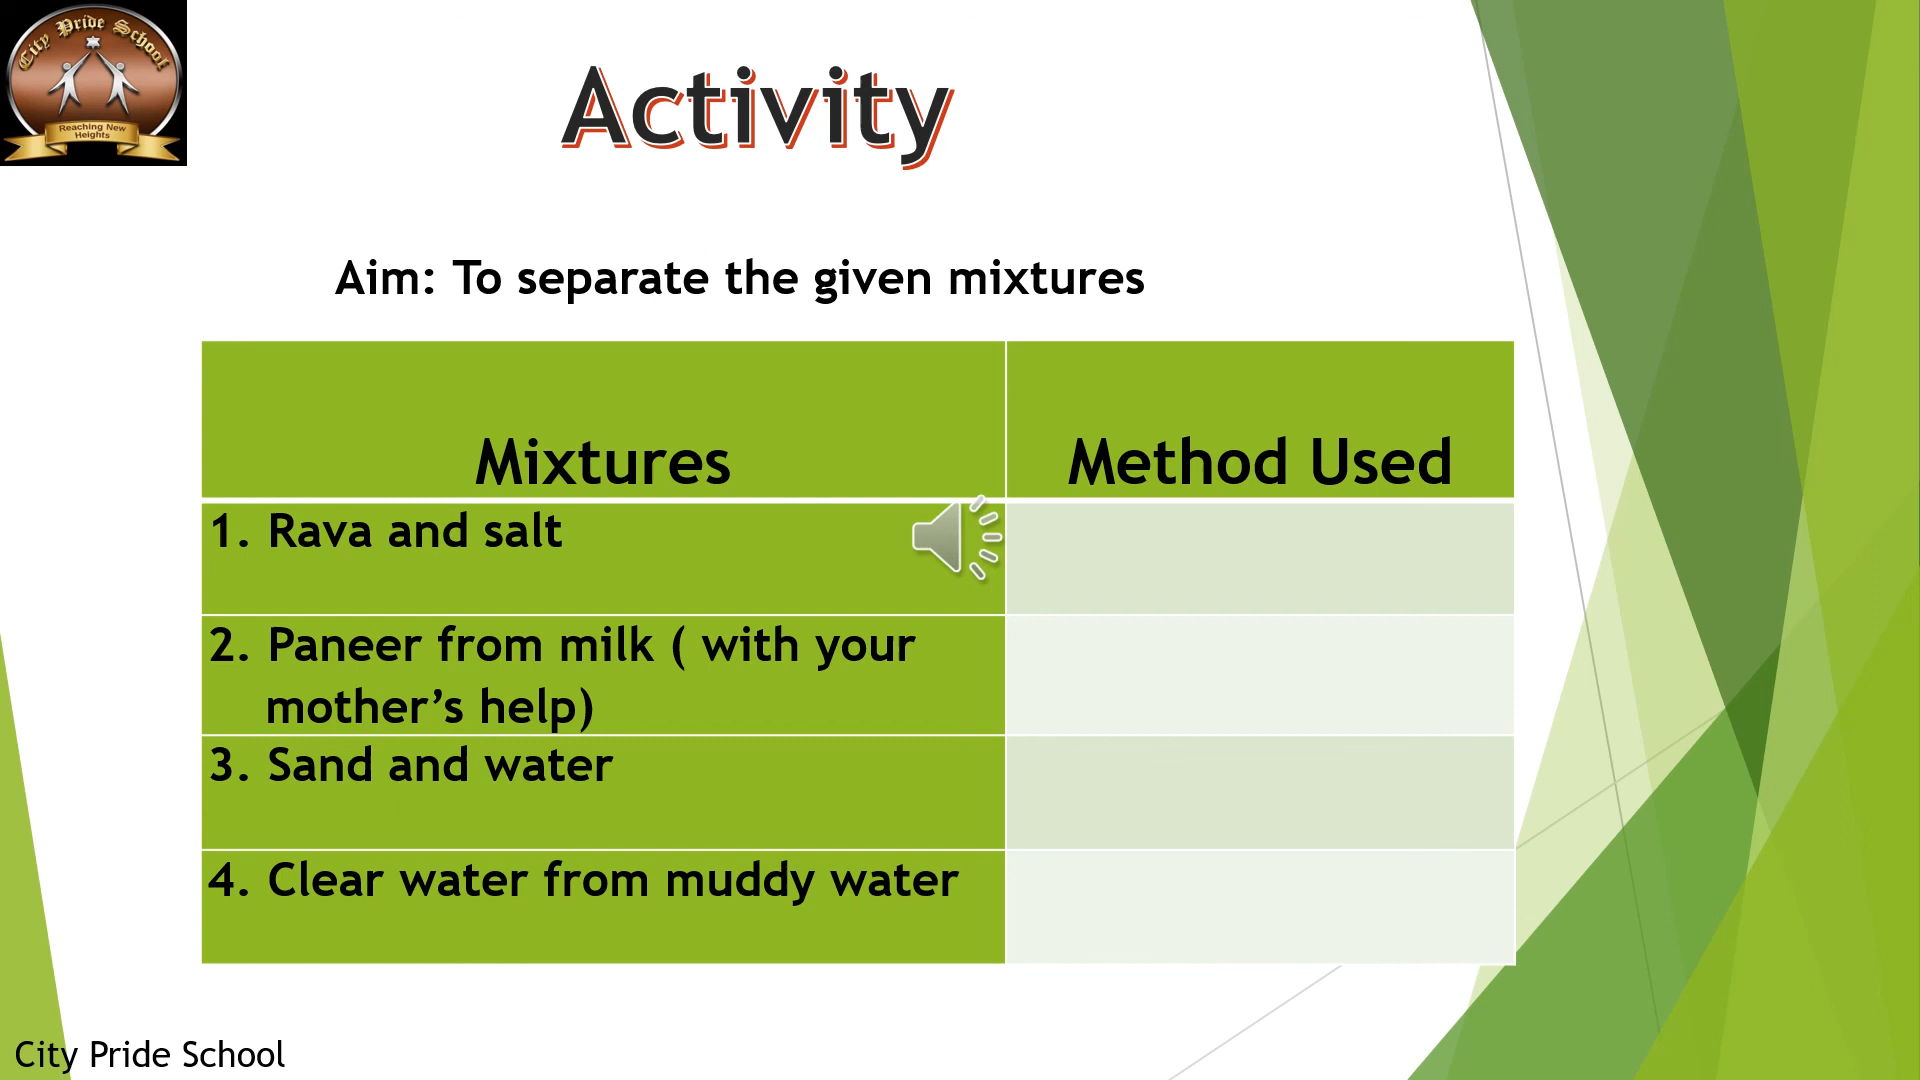 City Pride School
Reaching New
Heights
Activity
Aim: To separate the given mixtures
Mixtures
Method Used
1. Rava and salt
2. Paneer from milk ( with your
mother’s help)
3. Sand and water
4. Clear water from muddy water
City Pride School